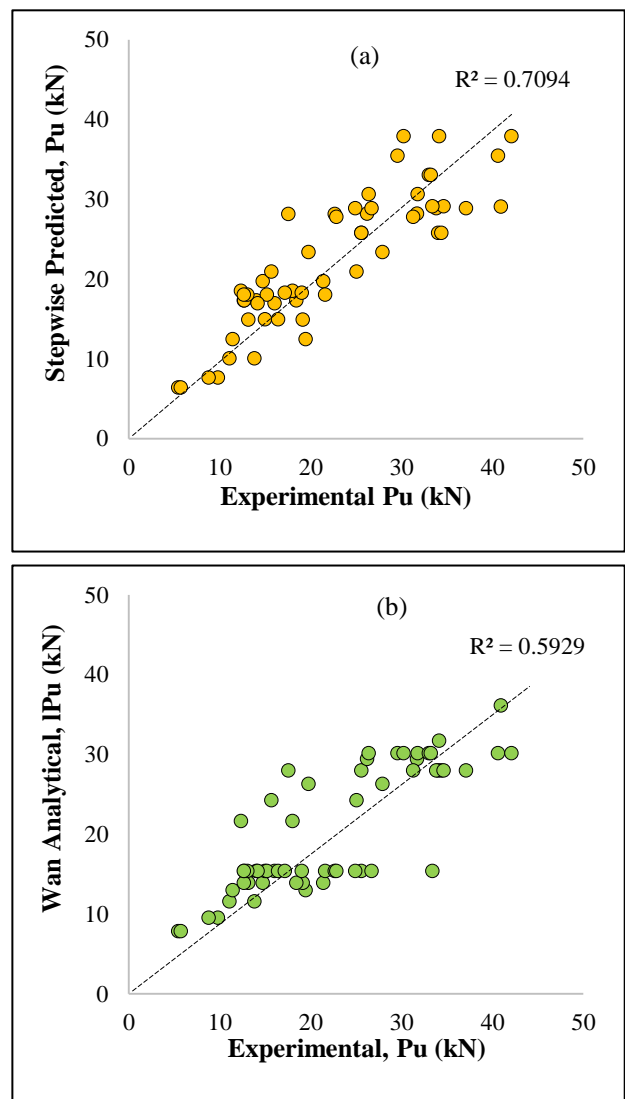 (a)
R² = 0.7094
Stepwise Predicted, Pu (kN)
50
40
30
20
10
0
0 10 20 30 40 50
Experimental Pu (kN)
(b)
R² = 0.5929
Wan Analytical, lPu (kN)
50
40
30
20
10
0
0 10 20 30 40 50
Experimental, Pu (kN)